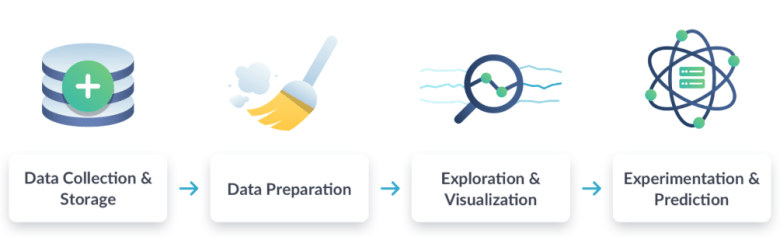 Data Collection &
Storage
Data Preparation
Exploration &
Visualization
Experimentation &
Prediction